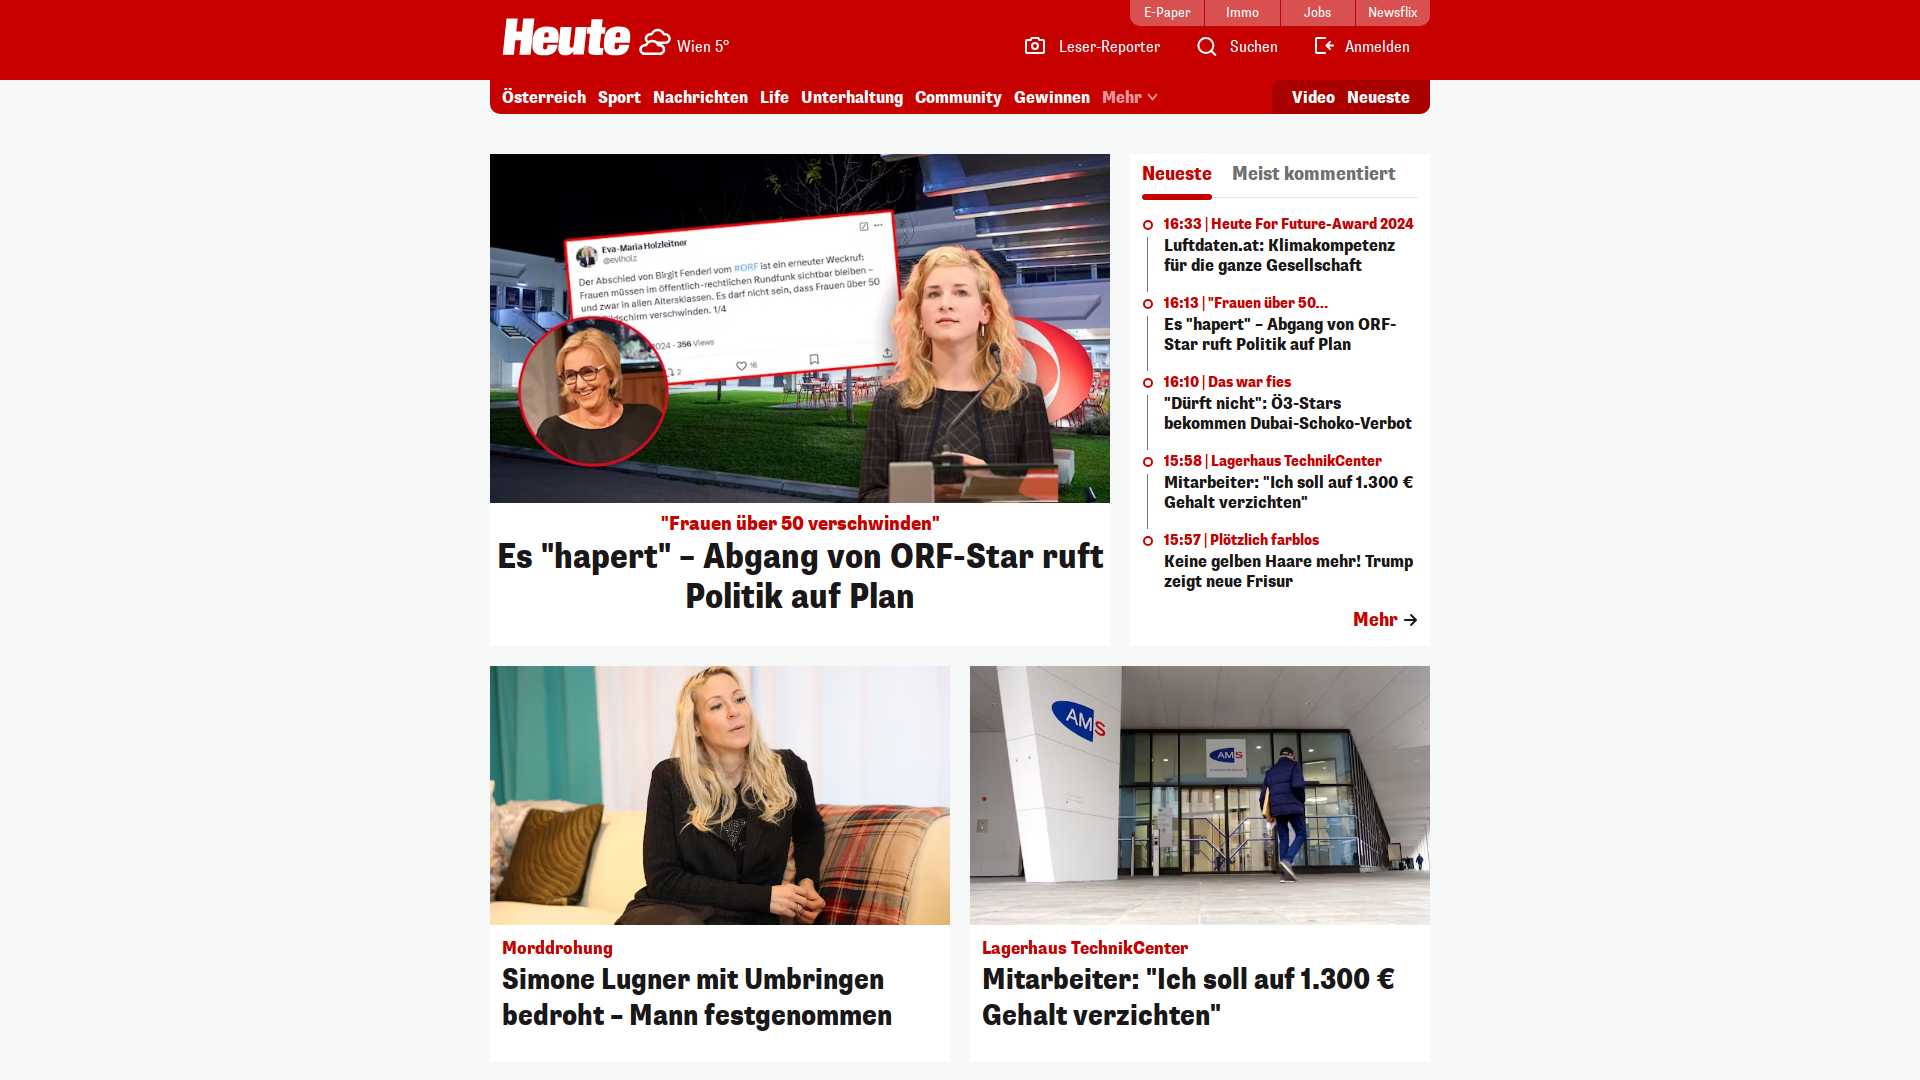 E-Paper
Immo
Jobs
Newsflix
Heute
Wien 5°
Leser-Reporter
Suchen
Anmelden
Österreich
Sport
Nachrichten
Life
Unterhaltung
Community
Gewinnen
Mehr
Video
Neueste
Eva-Maria Holzleitner
@evlholz
Der Abschied von Birgit Fenderl vom #ORF ist ein erneuter Weckruf:
Frauen müssen im öffentlich-rechtlichen Rundfunk sichtbar bleiben –
und zwar in allen Altersklassen. Es darf nicht sein, dass Frauen über 50
verschwinden. 1/4
2024 · 356 Views
2
16
"Frauen über 50 verschwinden"
Es "hapert" – Abgang von ORF-Star ruft
Politik auf Plan
Neueste
Meist kommentiert
16:33 | Heute For Future-Award 2024
Luftdaten.at: Klimakompetenz
für die ganze Gesellschaft
16:13 | "Frauen über 50...
Es "hapert" – Abgang von ORF-
Star ruft Politik auf Plan
16:10 | Das war fies
"Dürft nicht": Ö3-Stars
bekommen Dubai-Schoko-Verbot
15:58 | Lagerhaus TechnikCenter
Mitarbeiter: "Ich soll auf 1.300 €
Gehalt verzichten"
15:57 | Plötzlich farblos
Keine gelben Haare mehr! Trump
zeigt neue Frisur
Mehr
AMS
AMS
Morddrohung
Simone Lugner mit Umbringen
bedroht – Mann festgenommen
Lagerhaus TechnikCenter
Mitarbeiter: "Ich soll auf 1.300 €
Gehalt verzichten"